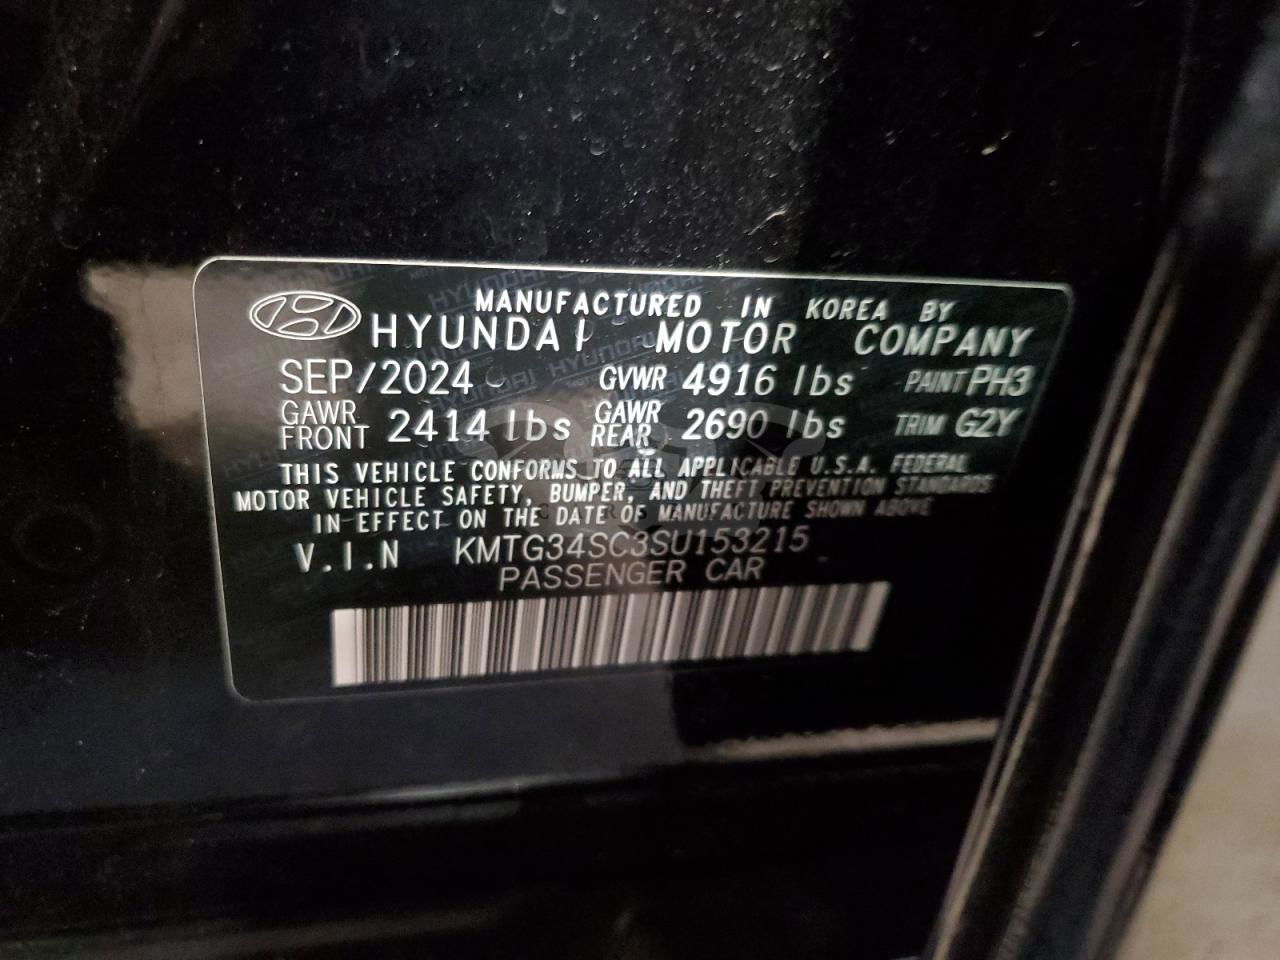 MANUFACTURED IN KOREA BY
HYUNDAI MOTOR COMPANY
SEP/2024 GVWR 4916 lbs PAINT PH3
GAWR FRONT 2414 lbs GAWR REAR 2690 lbs TRIM G2Y
THIS VEHICLE CONFORMS TO ALL APPLICABLE U.S.A. FEDERAL
MOTOR VEHICLE SAFETY, BUMPER, AND THEFT PREVENTION STANDARDS
IN EFFECT ON THE DATE OF MANUFACTURE SHOWN ABOVE
V.I.N KMTG34SC3SU153215
PASSENGER CAR